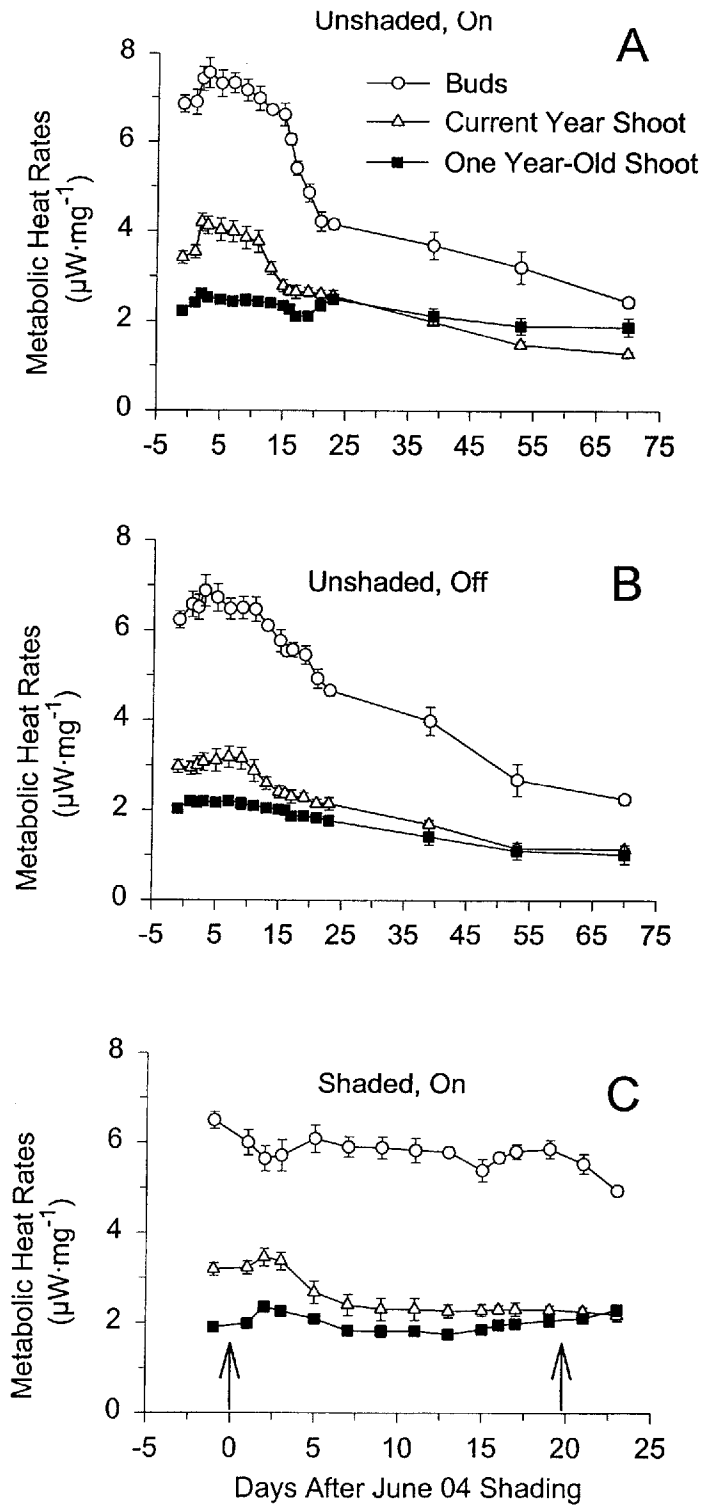 Unshaded, On
A
8
Buds
Current Year Shoot
One Year-Old Shoot
6
4
2
0
Metabolic Heat Rates
(µW·mg⁻¹)
-5 5 15 25 35 45 55 65 75
8
Unshaded, Off
B
6
4
2
0
Metabolic Heat Rates
(µW·mg⁻¹)
-5 5 15 25 35 45 55 65 75
8
Shaded, On
C
6
4
2
0
Metabolic Heat Rates
(µW·mg⁻¹)
-5 0 5 10 15 20 25
Days After June 04 Shading